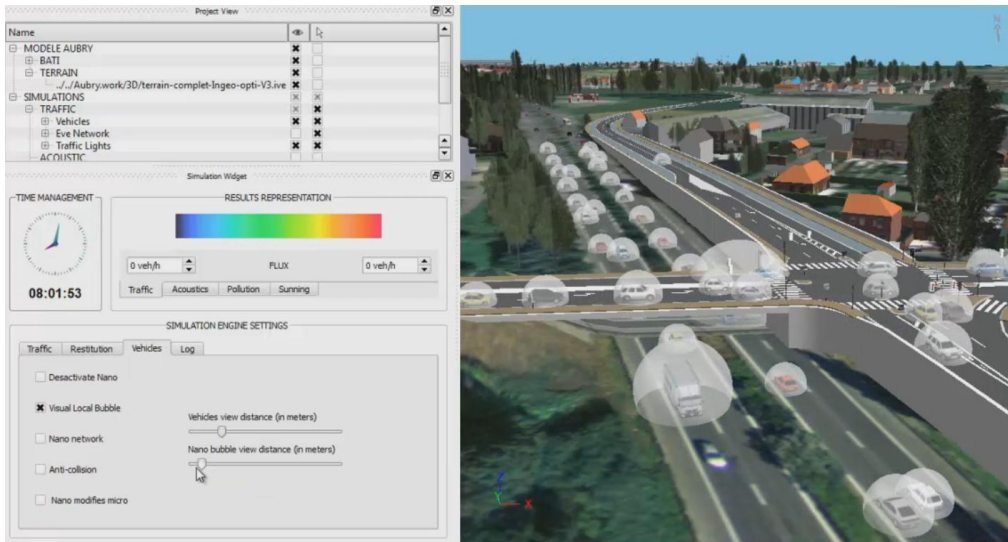 Project View
Name
MODELE AUBRY
BATI
TERRAIN
../../Aubry.work/3D/terrain-complet-Ingeo-opti-V3.ive
SIMULATIONS
TRAFFIC
Vehicles
Eve Network
Traffic Lights
ACOUSTIC
Simulation Widget
TIME MANAGEMENT
08:01:53
RESULTS REPRESENTATION
0 veh/h FLUX 0 veh/h
Traffic Acoustics Pollution Sunning
SIMULATION ENGINE SETTINGS
Traffic Restitution Vehicles Log
Desactivate Nano
Visual Local Bubble
Vehicles view distance (in meters)
Nano network
Nano bubble view distance (in meters)
Anti-collision
Nano modifies micro
Z
Y
X